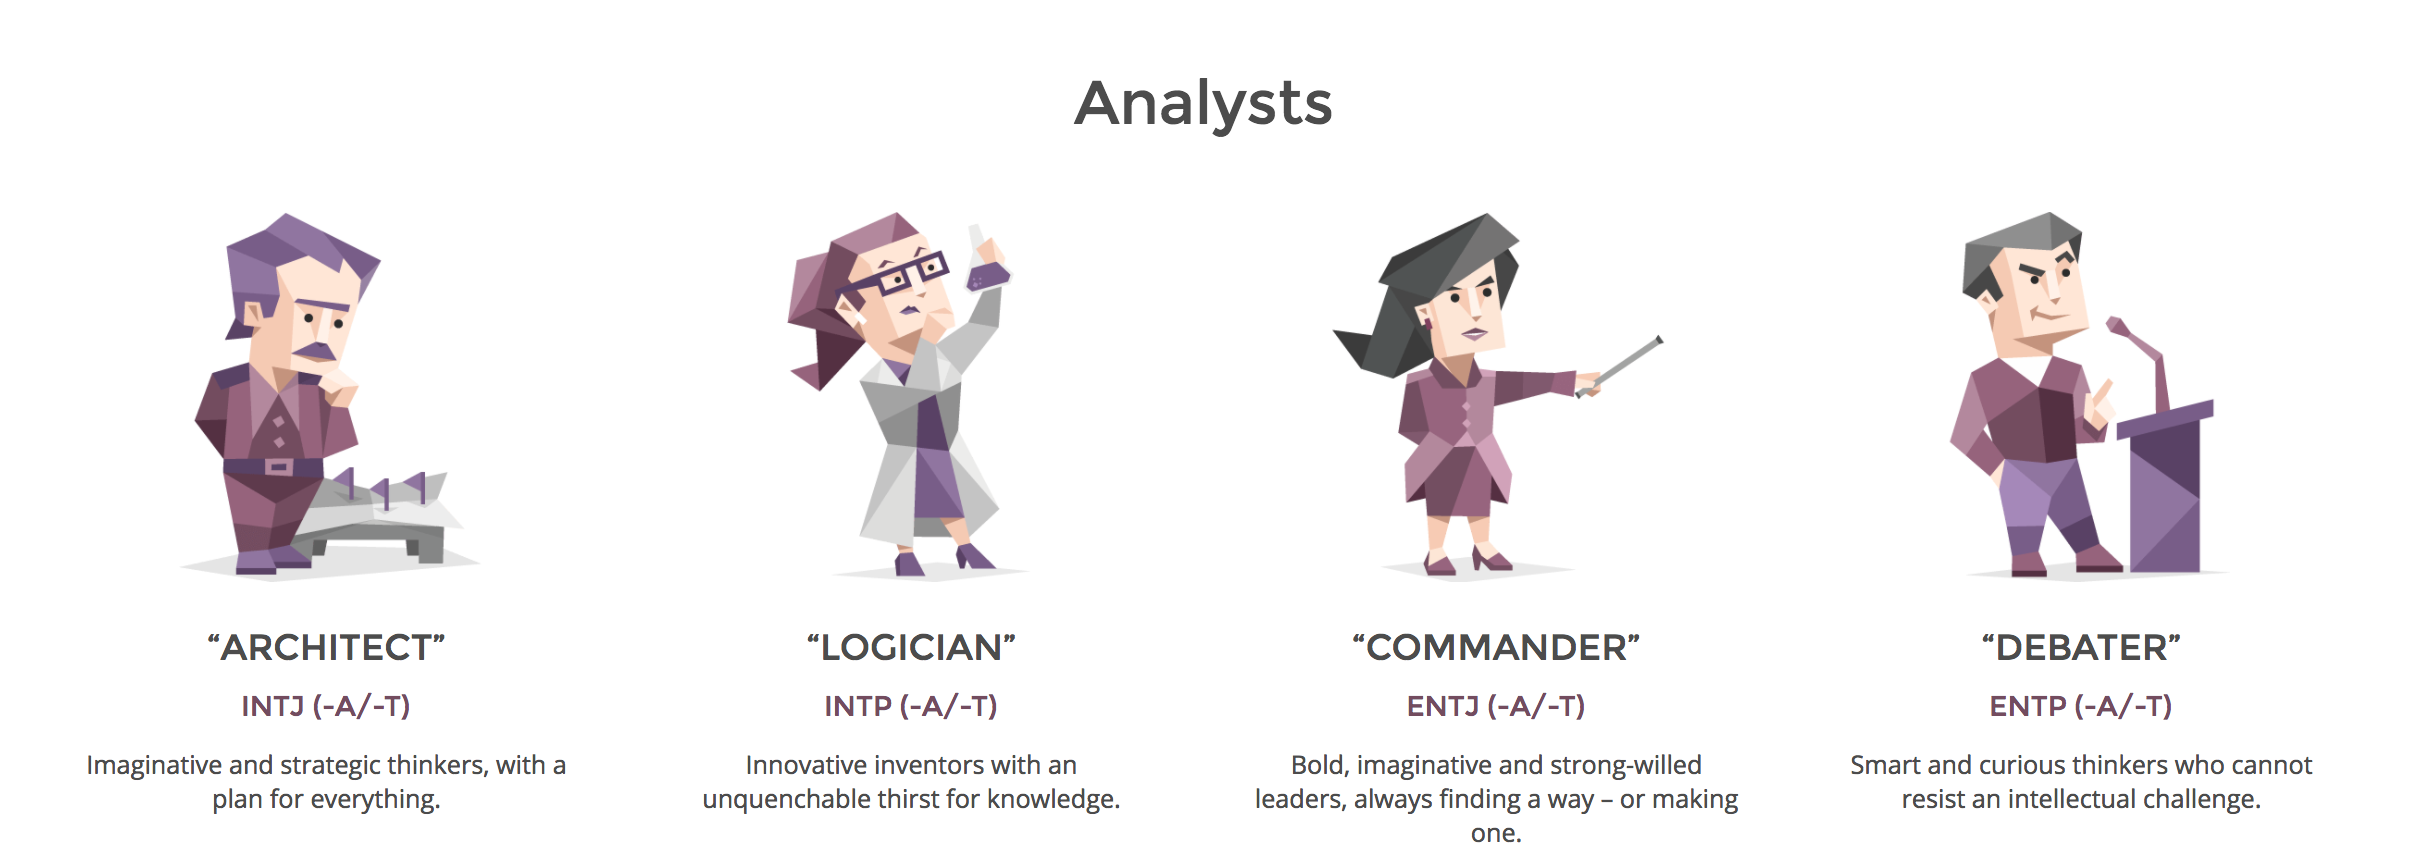 Analysts
“ARCHITECT”
INTJ (-A/-T)
Imaginative and strategic thinkers, with a
plan for everything.
“LOGICIAN”
INTP (-A/-T)
Innovative inventors with an
unquenchable thirst for knowledge.
“COMMANDER”
ENTJ (-A/-T)
Bold, imaginative and strong-willed
leaders, always finding a way – or making
one.
“DEBATER”
ENTP (-A/-T)
Smart and curious thinkers who cannot
resist an intellectual challenge.